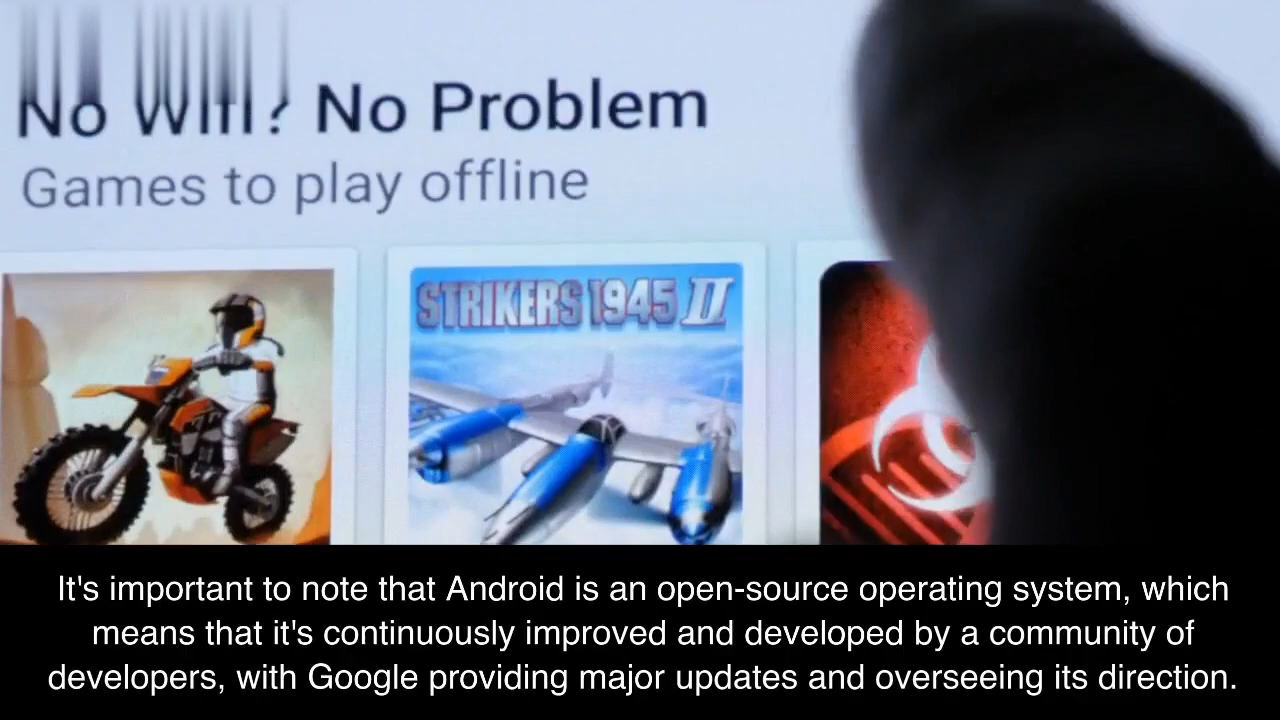 No Wifi? No Problem
Games to play offline
STRIKERS 1945 II
It's important to note that Android is an open-source operating system, which
means that it's continuously improved and developed by a community of
developers, with Google providing major updates and overseeing its direction.